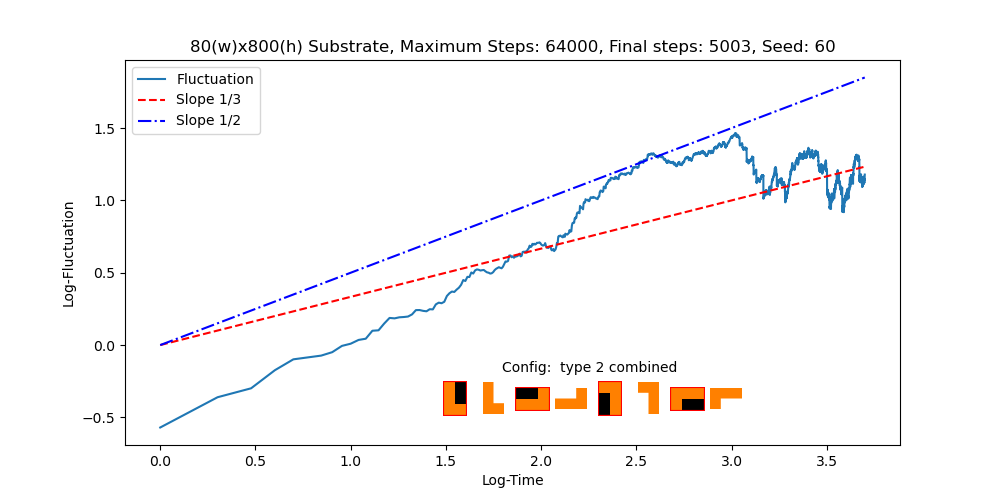 80(w)x800(h) Substrate, Maximum Steps: 64000, Final steps: 5003, Seed: 60
Fluctuation
Slope 1/3
Slope 1/2
1.5
1.0
0.5
0.0
−0.5
Log-Fluctuation
Config:  type 2 combined
0.0 0.5 1.0 1.5 2.0 2.5 3.0 3.5
Log-Time